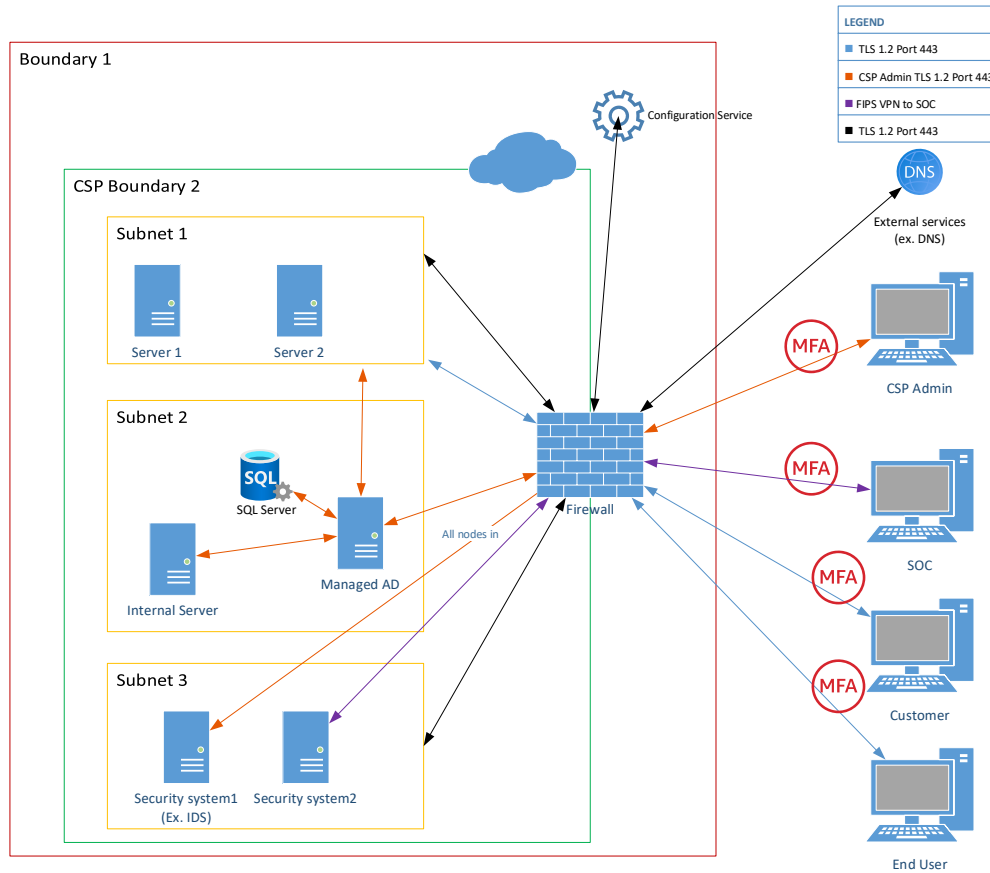 LEGEND
TLS 1.2 Port 443
CSP Admin TLS 1.2 Port 443
FIPS VPN to SOC
TLS 1.2 Port 443
Boundary 1
Configuration Service
CSP Boundary 2
DNS
External services
(ex. DNS)
Subnet 1
Server 1
Server 2
MFA
CSP Admin
Subnet 2
SQL
SQL Server
Managed AD
Internal Server
All nodes in
Firewall
MFA
SOC
MFA
Customer
MFA
End User
Subnet 3
Security system1
(Ex. IDS)
Security system2